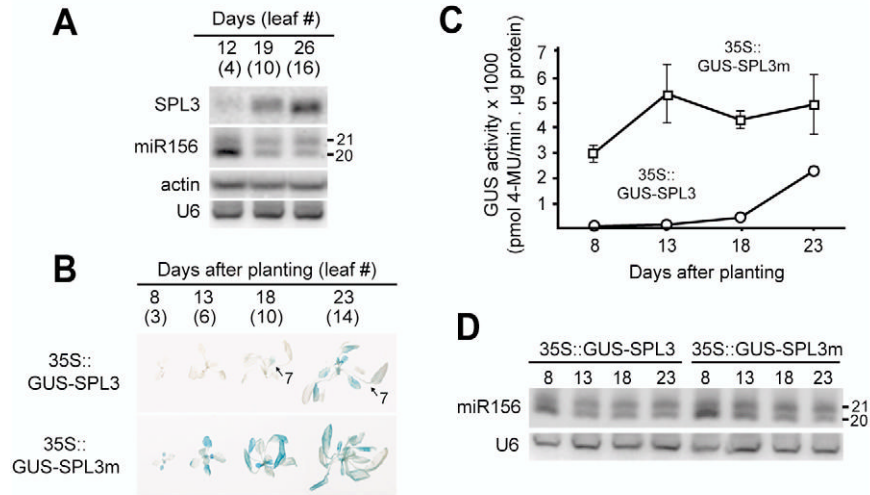 A
Days (leaf #)
12 19 26
(4) (10) (16)
SPL3
miR156
21
20
actin
U6
B
Days after planting (leaf #)
8 13 18 23
(3) (6) (10) (14)
35S::
GUS-SPL3
7
7
35S::
GUS-SPL3m
C
GUS activity x 1000
(pmol 4-MU/min . µg protein)
7
6
5
4
3
2
1
35S::
GUS-SPL3m
35S::
GUS-SPL3
8 13 18 23
Days after planting
D
35S::GUS-SPL3 35S::GUS-SPL3m
8 13 18 23 8 13 18 23
miR156
21
20
U6